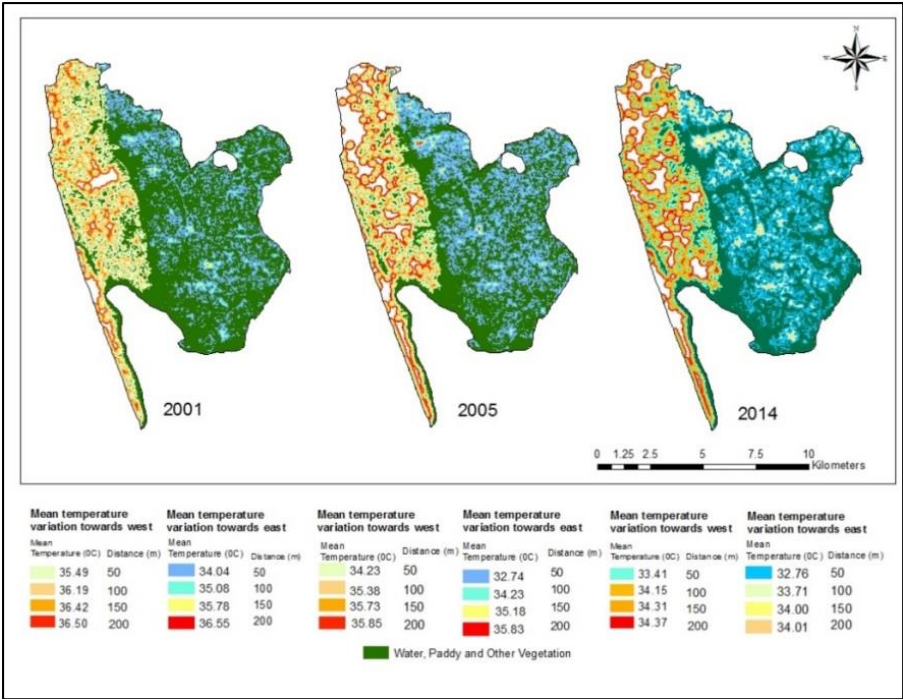 N
W
E
S
2001
2005
2014
0 1.25 2.5 5 7.5 10
Kilometers
Mean temperature
variation towards west
Mean
Temperature (0C) Distance (m)
35.49 50
36.19 100
36.42 150
36.50 200
Mean temperature
variation towards east
Mean
Temperature (0C) Distance (m)
34.04 50
35.08 100
35.78 150
36.55 200
Mean temperature
variation towards west
Mean
Temperature (0C) Distance (m)
34.23 50
35.38 100
35.73 150
35.85 200
Mean temperature
variation towards east
Mean
Temperature (0C) Distance (m)
32.74 50
34.23 100
35.18 150
35.83 200
Mean temperature
variation towards west
Mean
Temperature (0C) Distance (m)
33.41 50
34.15 100
34.31 150
34.37 200
Mean temperature
variation towards east
Mean
Temperature (0C) Distance (m)
32.76 50
33.71 100
34.00 150
34.01 200
Water, Paddy and Other Vegetation